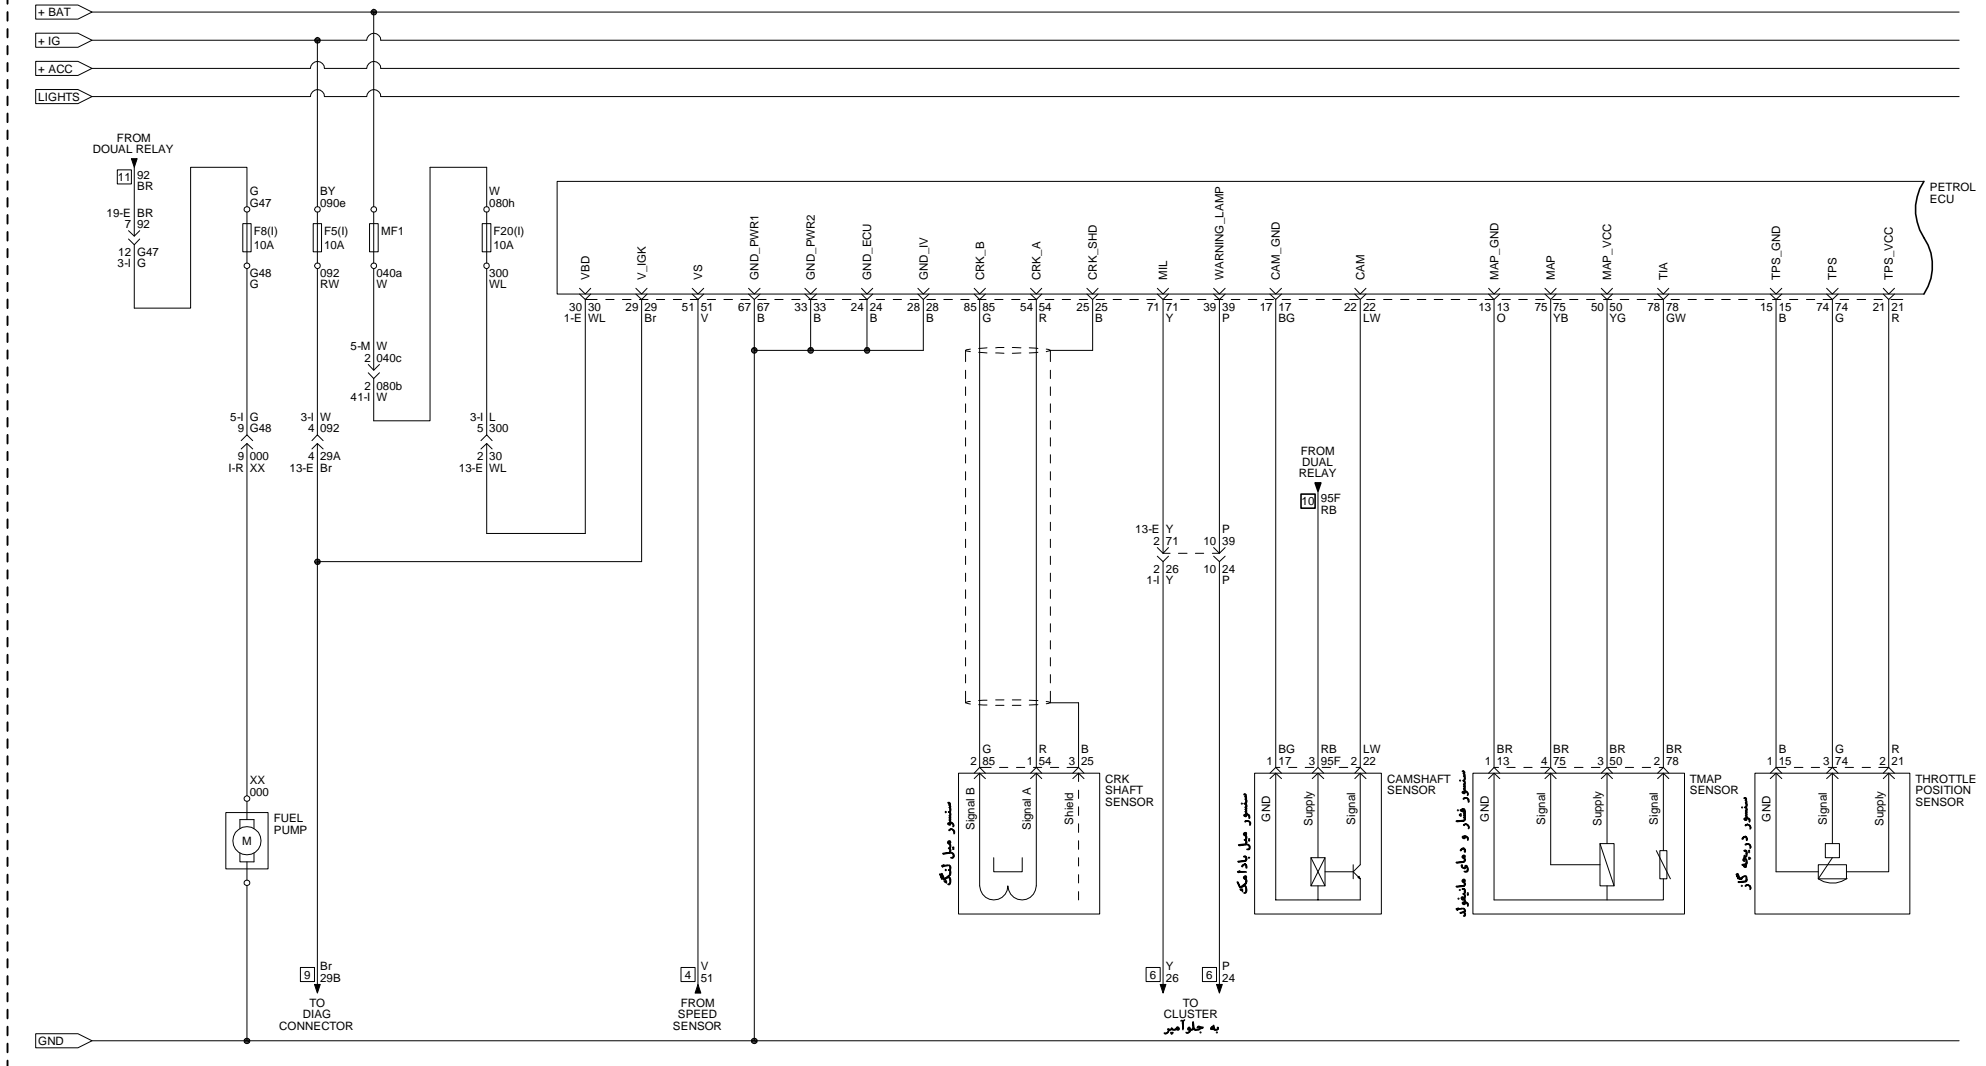 + BAT
+ IG
+ ACC
LIGHTS
FROM
DOUAL RELAY
11 92
BR
19-E BR
7 92
12 G47
3-I G
G
G47
F8(I)
10A
G48
G
5-I G
9 G48
9 000
I-R XX
XX
000
FUEL
PUMP
M
BY
090e
F5(I)
10A
092
RW
3-I W
4 092
4 29A
13-E Br
9 Br
29B
TO
DIAG
CONNECTOR
MF1
040a
W
5-M W
2 040c
2 080b
41-I W
W
080h
F20(I)
10A
300
WL
3-I L
5 300
2 30
13-E WL
PETROL
ECU
VBD
V_IGK
VS
GND_PWR1
GND_PWR2
GND_ECU
GND_IV
CRK_B
CRK_A
CRK_SHD
MIL
WARNING_LAMP
CAM_GND
CAM
MAP_GND
MAP
MAP_VCC
TIA
TPS_GND
TPS
TPS_VCC
30 30 29 29 51 51 67 67 33 33 24 24 28 28 85 85 54 54 25 25 71 71 39 39 17 17 22 22 13 13 75 75 50 50 78 78 15 15 74 74 21 21
1-E WL Br V B B B B G R B Y P BG LW O YB YG GW B G R
4 V
51
FROM
SPEED
SENSOR
13-E Y
2 71
2 26
1-I Y
P
10 39
10 24
P
6 Y
26
6 P
24
TO
CLUSTER
به جلوآمپر
FROM
DUAL
RELAY
10 95F
RB
G R B
2 85 1 54 3 25
Signal B
Signal A
Shield
CRK
SHAFT
SENSOR
سنسور میل لنگ
BG RB LW
1 17 3 95F 2 22
GND
Supply
Signal
CAMSHAFT
SENSOR
سنسور میل بادامک
BR BR BR BR
1 13 4 75 3 50 2 78
GND
Signal
Supply
Signal
TMAP
SENSOR
سنسور فشار و دمای مانیفولد
B G R
1 15 3 74 2 21
GND
Signal
Supply
THROTTLE
POSITION
SENSOR
سنسور دریچه گاز
GND